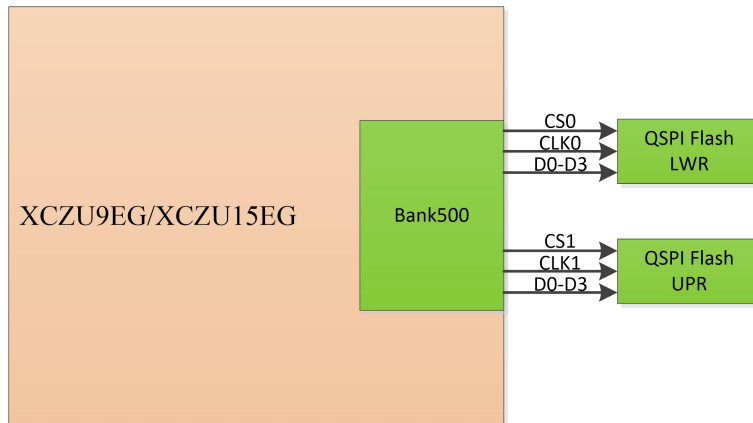 XCZU9EG/XCZU15EG
Bank500
CS0
CLK0
D0-D3
QSPI Flash
LWR
CS1
CLK1
D0-D3
QSPI Flash
UPR